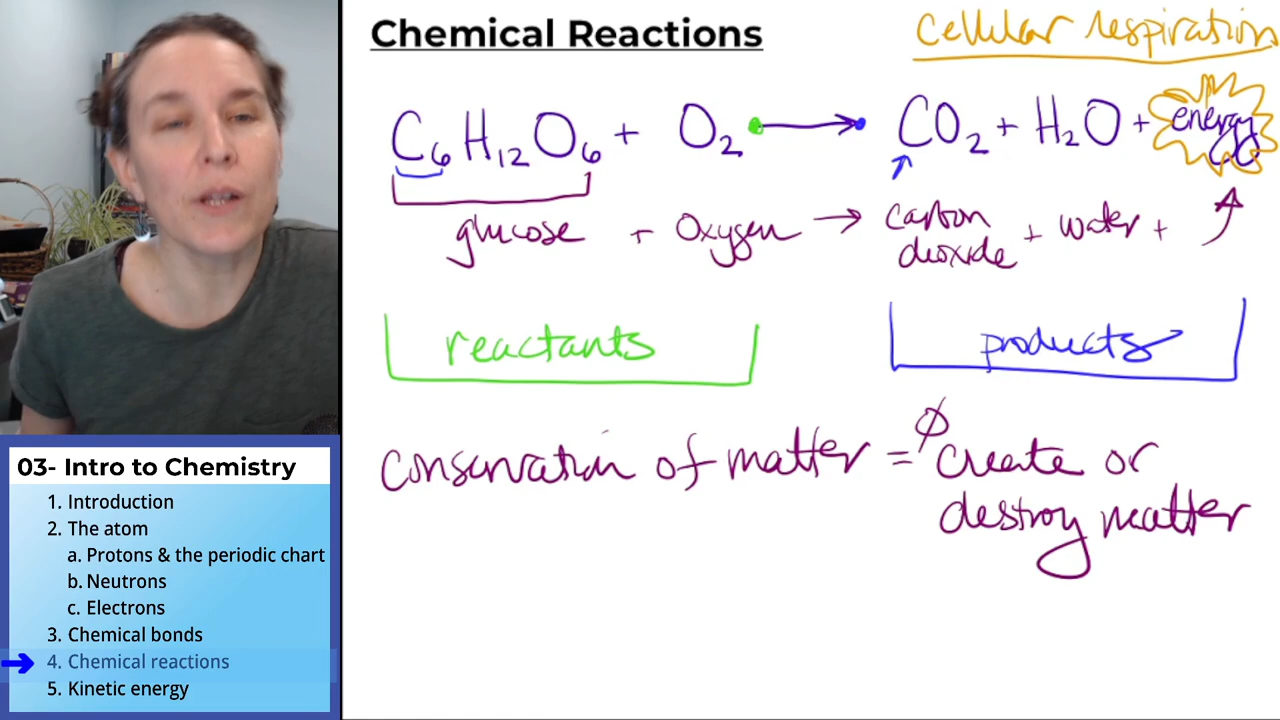 Chemical Reactions
Cellular respiration
C₆H₁₂O₆ + O₂ → CO₂ + H₂O + energy
glucose + oxygen → carbon dioxide + water +
reactants
products
conservation of matter = ∅ create or
destroy matter
03- Intro to Chemistry
1. Introduction
2. The atom
a. Protons & the periodic chart
b. Neutrons
c. Electrons
3. Chemical bonds
4. Chemical reactions
5. Kinetic energy